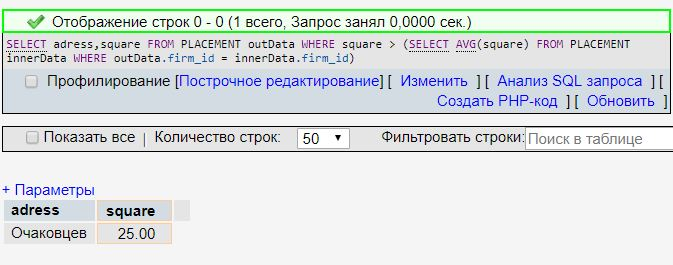 Отображение строк 0 - 0 (1 всего, Запрос занял 0,0000 сек.)
SELECT adress,square FROM PLACEMENT outData WHERE square > (SELECT AVG(square) FROM PLACEMENT
innerData WHERE outData.firm_id = innerData.firm_id)
Профилирование [Построчное редактирование] [ Изменить ] [ Анализ SQL запроса ] [
Создать PHP-код ] [ Обновить ]
Показать все | Количество строк: 50 Фильтровать строки: Поиск в таблице
+ Параметры
adress square
Очаковцев 25.00